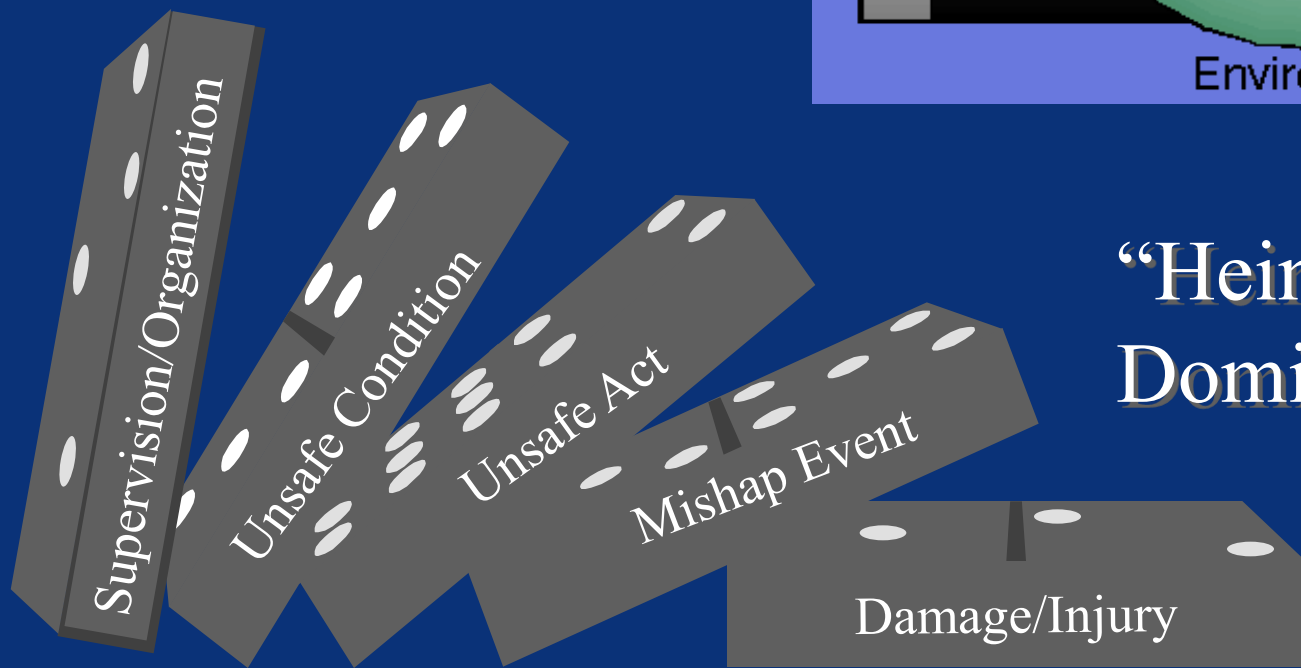 Supervision/Organization
Unsafe Condition
Unsafe Act
Mishap Event
Damage/Injury